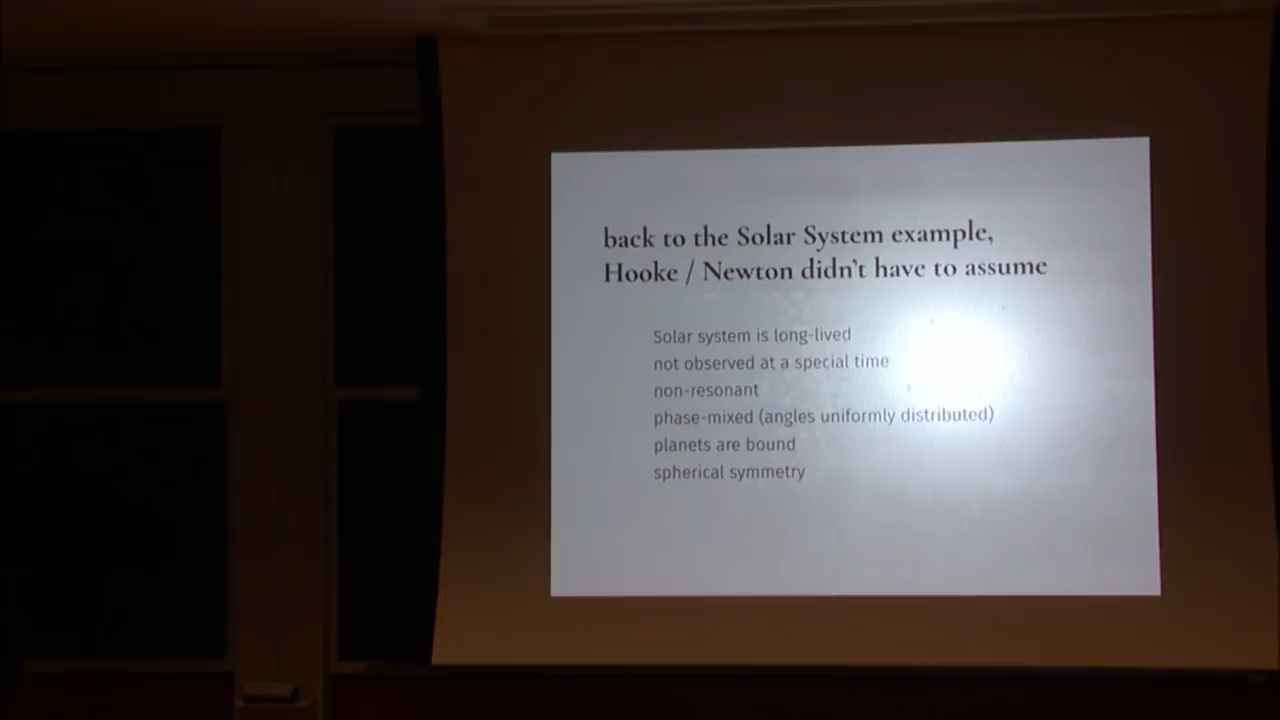 back to the Solar System example,
Hooke / Newton didn't have to assume
Solar system is long-lived
not observed at a special time
non-resonant
phase-mixed (angles uniformly distributed)
planets are bound
spherical symmetry